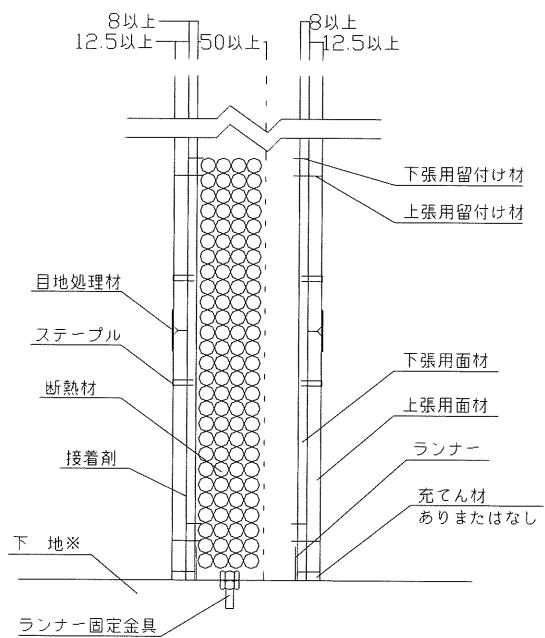 8以上
12.5以上
50以上
8以上
12.5以上
下張用留付け材
上張用留付け材
目地処理材
ステープル
断熱材
接着剤
下張用面材
上張用面材
ランナー
充てん材
ありまたはなし
下 地※
ランナー固定金具